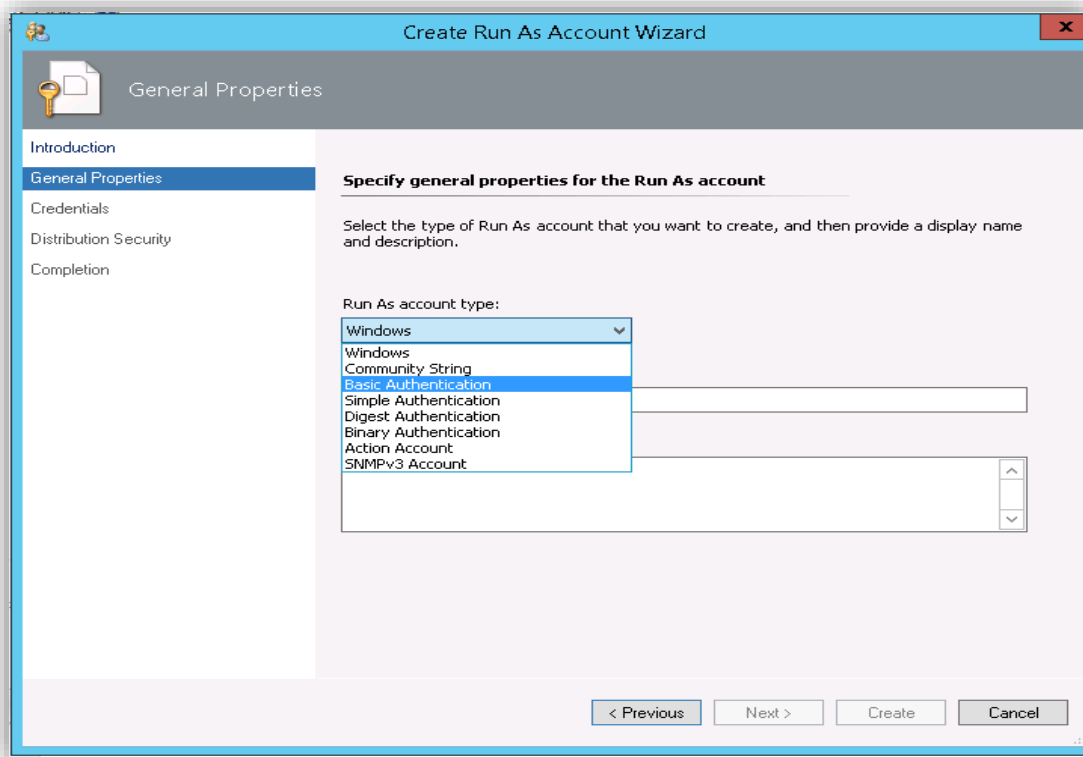 Create Run As Account Wizard
x
General Properties
Introduction
General Properties
Credentials
Distribution Security
Completion
Specify general properties for the Run As account
Select the type of Run As account that you want to create, and then provide a display name
and description.
Run As account type:
Windows
Windows
Community String
Basic Authentication
Simple Authentication
Digest Authentication
Binary Authentication
Action Account
SNMPv3 Account
< Previous
Next >
Create
Cancel